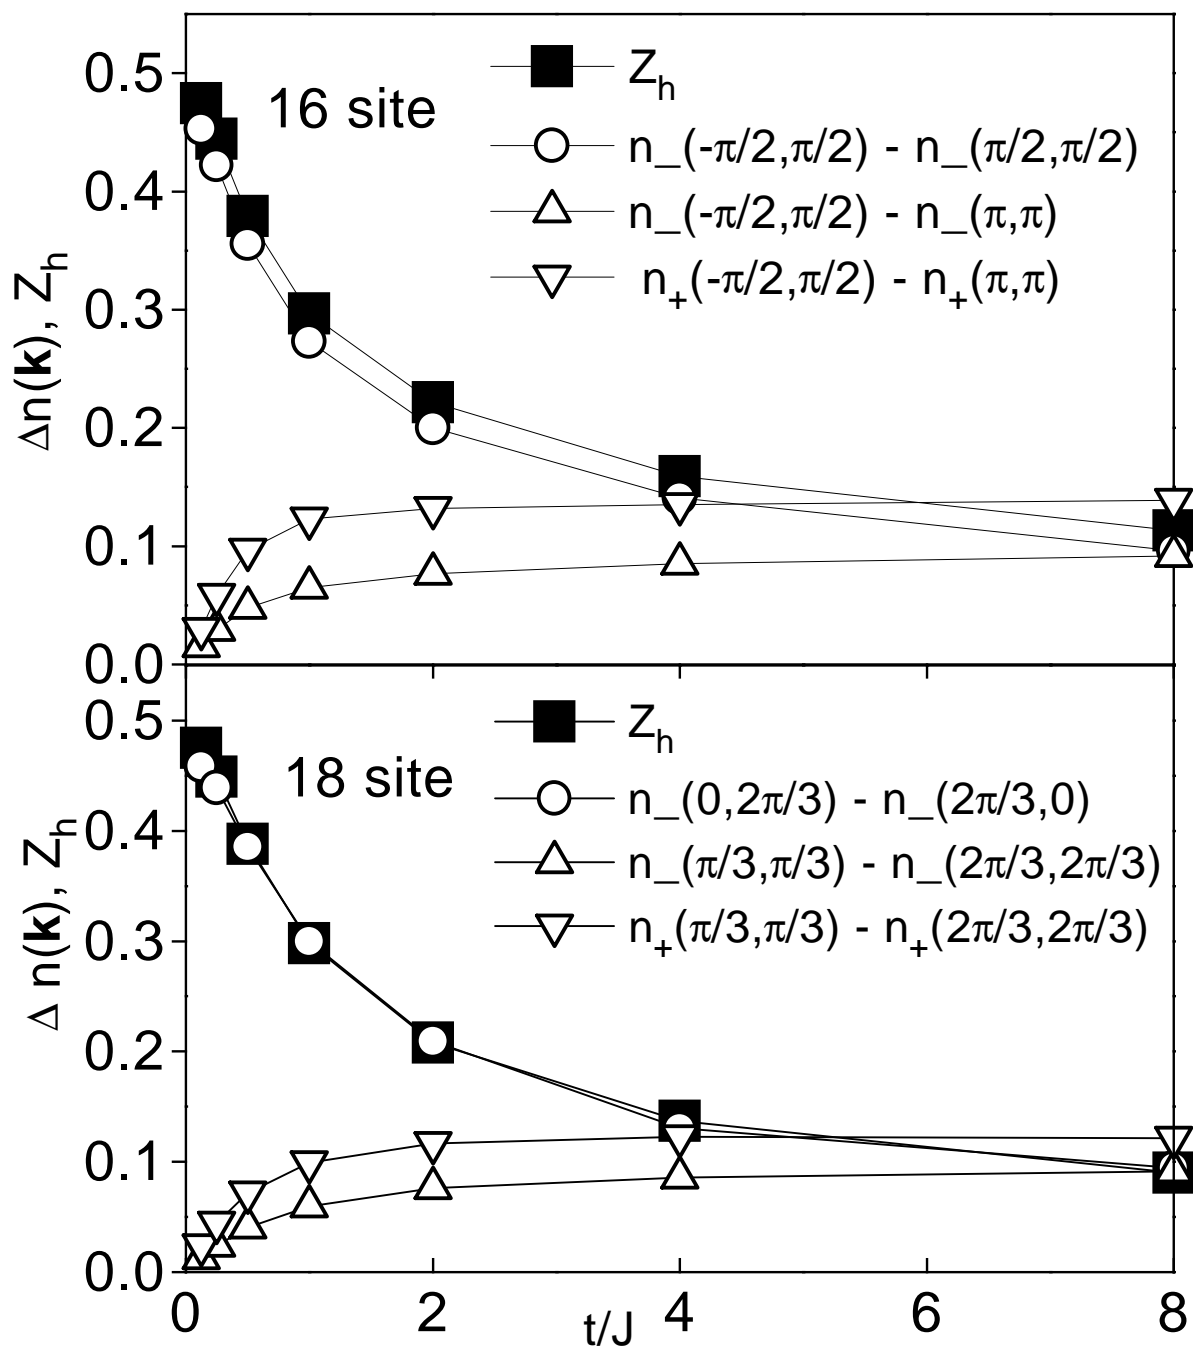 0.5
0.4
0.3
0.2
0.1
0.0
Δn(k), Z_h
16 site
Z_h
n_(-π/2,π/2) - n_(π/2,π/2)
n_(-π/2,π/2) - n_(π,π)
n_+(-π/2,π/2) - n_+(π,π)
0.5
0.4
0.3
0.2
0.1
0.0
Δ n(k), Z_h
18 site
Z_h
n_(0,2π/3) - n_(2π/3,0)
n_(π/3,π/3) - n_(2π/3,2π/3)
n_+(π/3,π/3) - n_+(2π/3,2π/3)
0 2 4 6 8
t/J